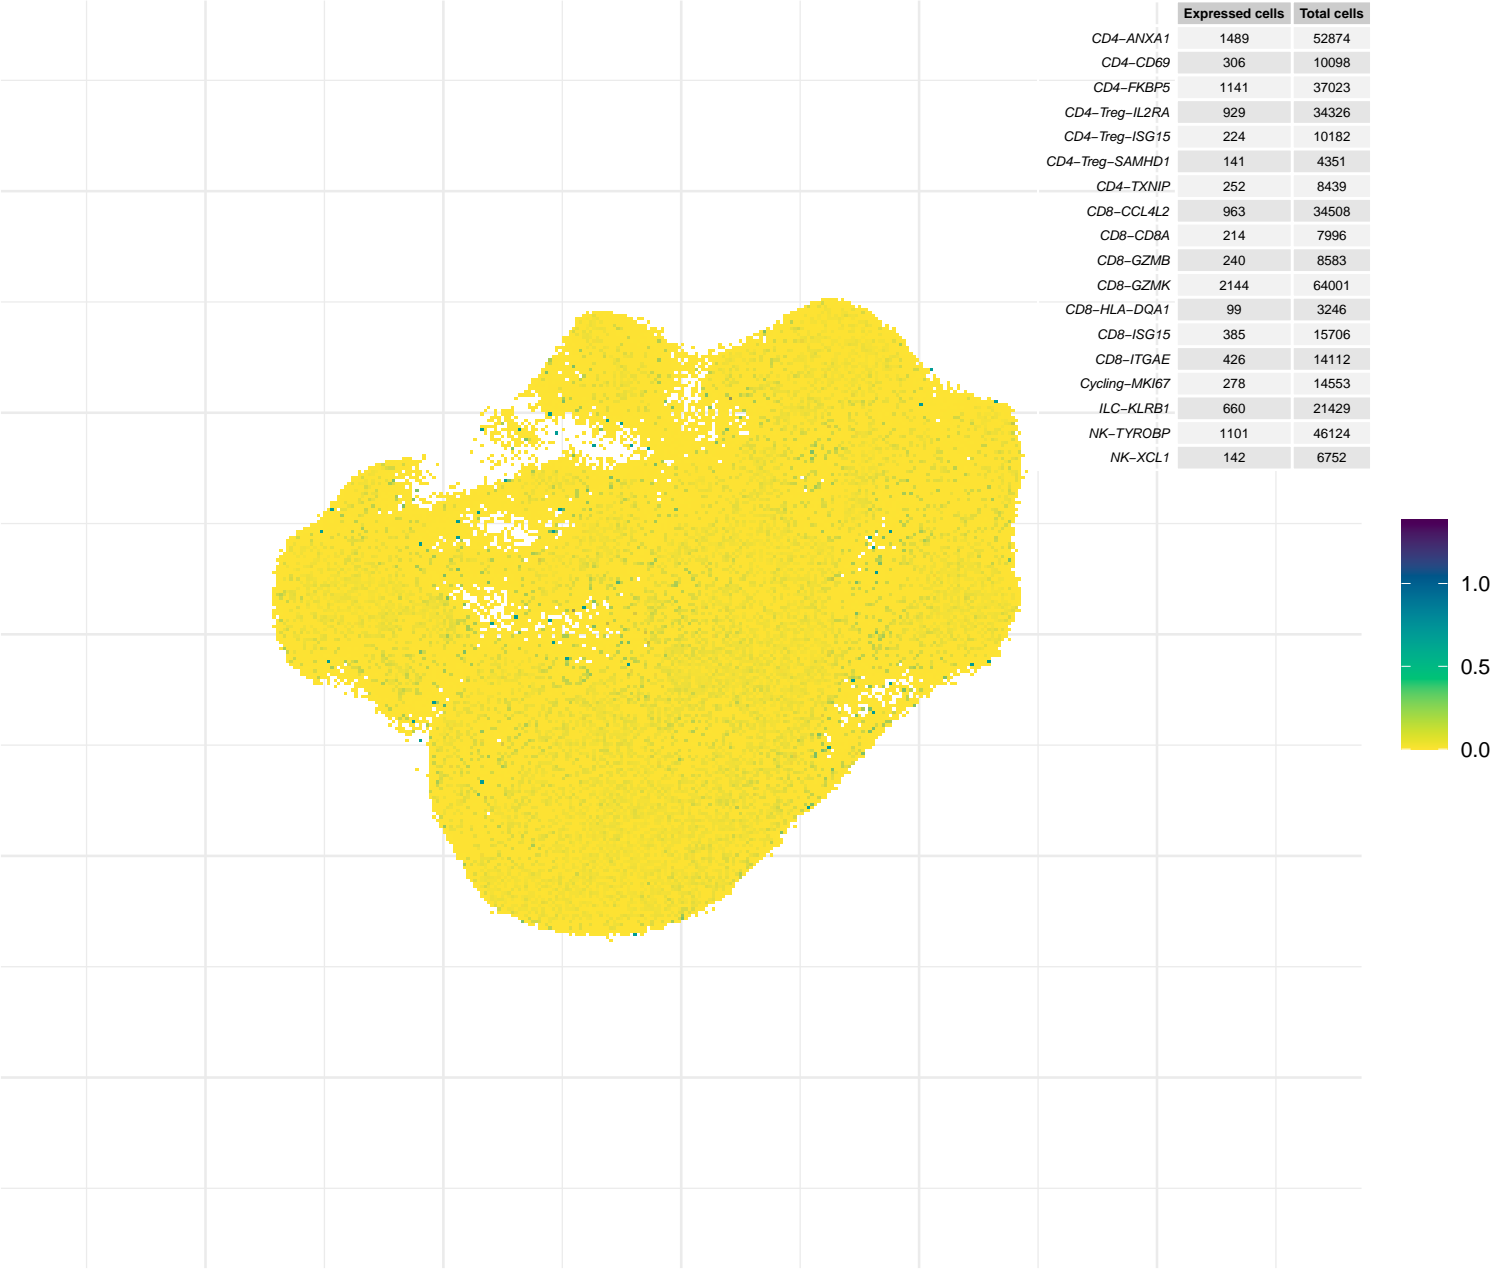 Expressed cells Total cells
CD4−ANXA1 1489 52874
CD4−CD69 306 10098
CD4−FKBP5 1141 37023
CD4−Treg−IL2RA 929 34326
CD4−Treg−ISG15 224 10182
CD4−Treg−SAMHD1 141 4351
CD4−TXNIP 252 8439
CD8−CCL4L2 963 34508
CD8−CD8A 214 7996
CD8−GZMB 240 8583
CD8−GZMK 2144 64001
CD8−HLA−DQA1 99 3246
CD8−ISG15 385 15706
CD8−ITGAE 426 14112
Cycling−MKI67 278 14553
ILC−KLRB1 660 21429
NK−TYROBP 1101 46124
NK−XCL1 142 6752
1.0
0.5
0.0